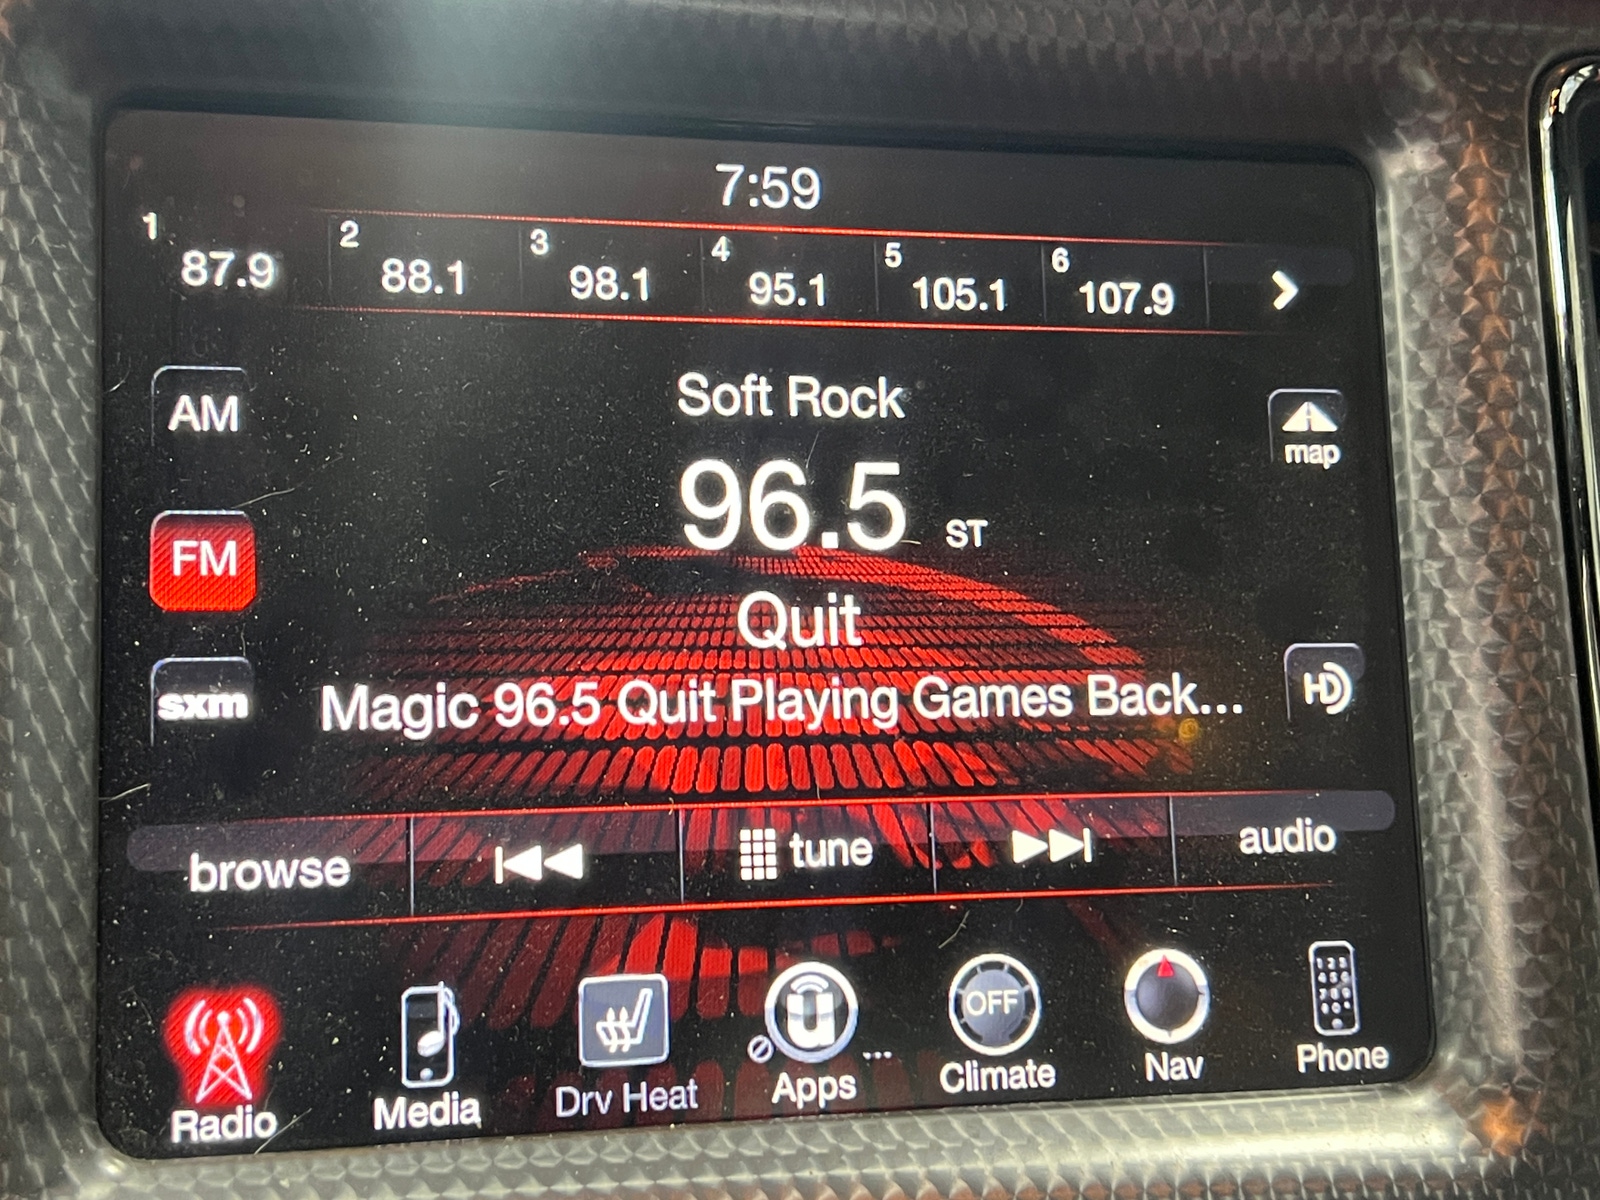 7:59
1 2 3 4 5 6
87.9 88.1 98.1 95.1 105.1 107.9
AM
Soft Rock
map
96.5 ST
FM
Quit
sxm
Magic 96.5 Quit Playing Games Back...
HD
browse
tune
audio
Radio
Media
Drv Heat
u
Apps
...
OFF
Climate
Nav
Phone